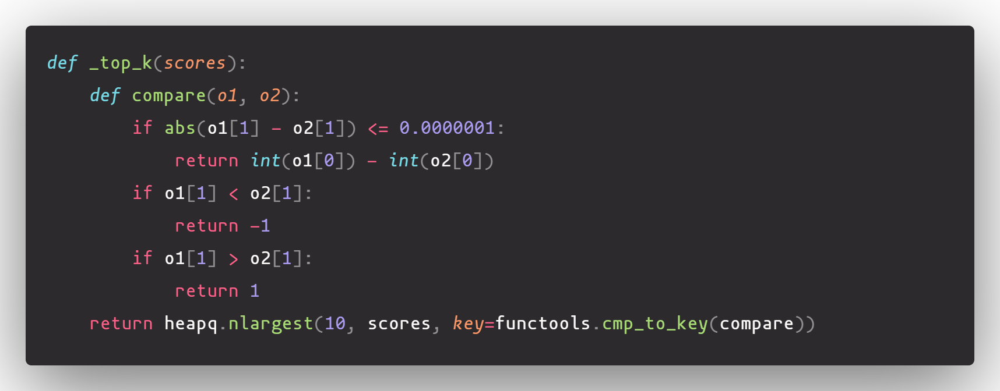 def _top_k(scores):
    def compare(o1, o2):
        if abs(o1[1] - o2[1]) <= 0.0000001:
            return int(o1[0]) - int(o2[0])
        if o1[1] < o2[1]:
            return -1
        if o1[1] > o2[1]:
            return 1
    return heapq.nlargest(10, scores, key=functools.cmp_to_key(compare))